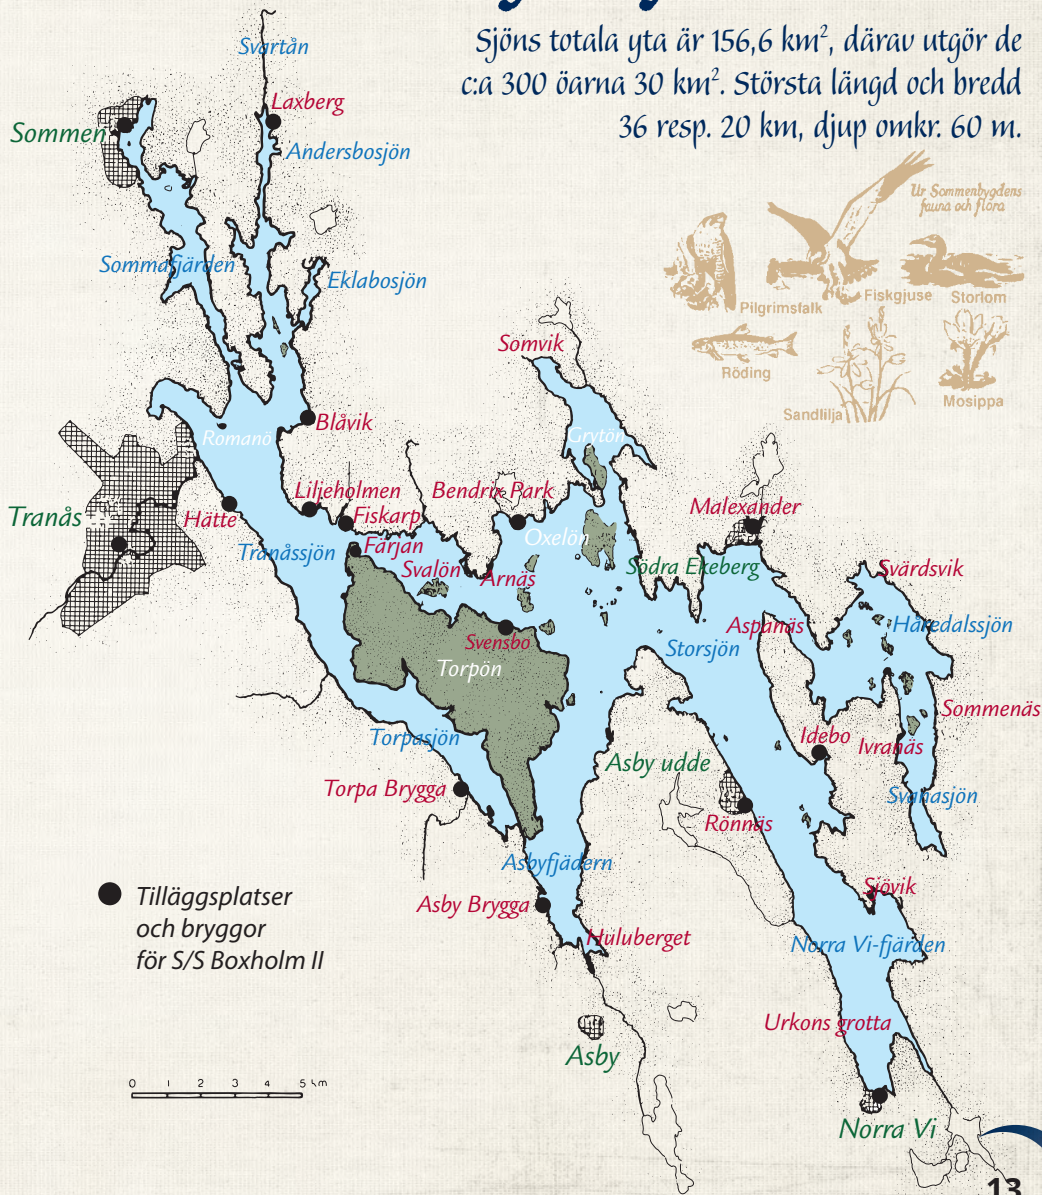 Sjöns totala yta är 156,6 km², därav utgör de
c:a 300 öarna 30 km². Största längd och bredd
36 resp. 20 km, djup omkr. 60 m.
Ur Sommenbygdens
fauna och flora
Pilgrimsfalk
Fiskgjuse
Storlom
Röding
Sandlilja
Mosippa
Svartån
Laxberg
Sommen
Andersbosjön
Sommafjärden
Eklabosjön
Somvik
Blåvik
Romanö
Grytön
Liljeholmen
Bendrix Park
Malexander
Tranås
Hätte
Fiskarp
Oxelön
Tranåssjön
Färjan
Svalön
Arnäs
Södra Ekeberg
Svärdsvik
Svensbo
Aspanäs
Håredalssjön
Torpön
Storsjön
Sommenäs
Torpasjön
Idebo
Ivranäs
Asby udde
Torpa Brygga
Svanasjön
Rönnäs
Asbyfjädern
Sjövik
Asby Brygga
Huluberget
Norra Vi-fjärden
Urkons grotta
Asby
Norra Vi
Tilläggsplatser
och bryggor
för S/S Boxholm II
0 1 2 3 4 5 km
13